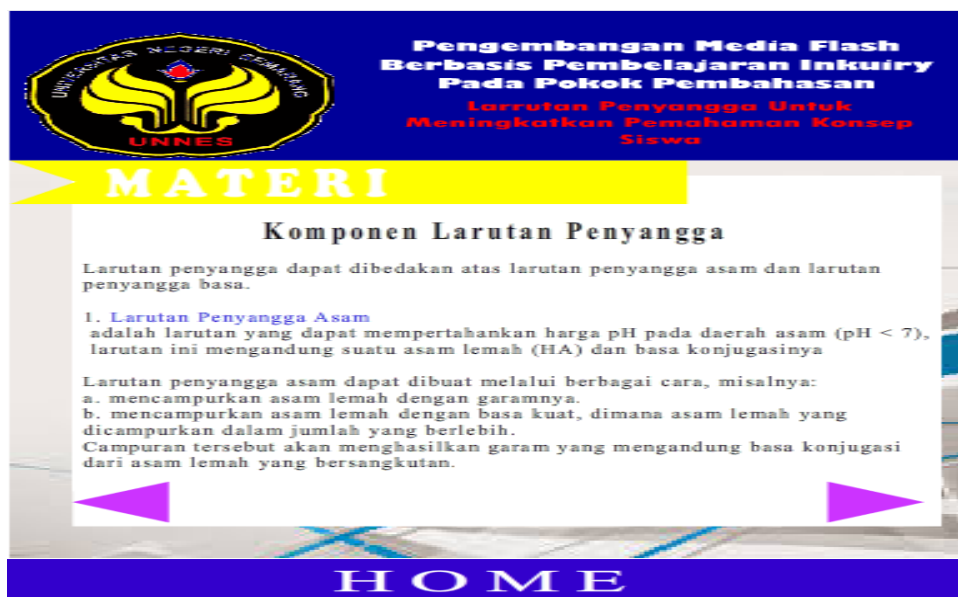 UNIVERSITAS NEGERI SEMARANG
UNNES
Pengembangan Media Flash
Berbasis Pembelajaran Inkuiry
Pada Pokok Pembahasan
Larrutan Penyangga Untuk
Meningkatkan Pemahaman Konsep
Siswa
MATERI
Komponen Larutan Penyangga
Larutan penyangga dapat dibedakan atas larutan penyangga asam dan larutan
penyangga basa.
1. Larutan Penyangga Asam
adalah larutan yang dapat mempertahankan harga pH pada daerah asam (pH < 7),
larutan ini mengandung suatu asam lemah (HA) dan basa konjugasinya
Larutan penyangga asam dapat dibuat melalui berbagai cara, misalnya:
a. mencampurkan asam lemah dengan garamnya.
b. mencampurkan asam lemah dengan basa kuat, dimana asam lemah yang
dicampurkan dalam jumlah yang berlebih.
Campuran tersebut akan menghasilkan garam yang mengandung basa konjugasi
dari asam lemah yang bersangkutan.
HOME